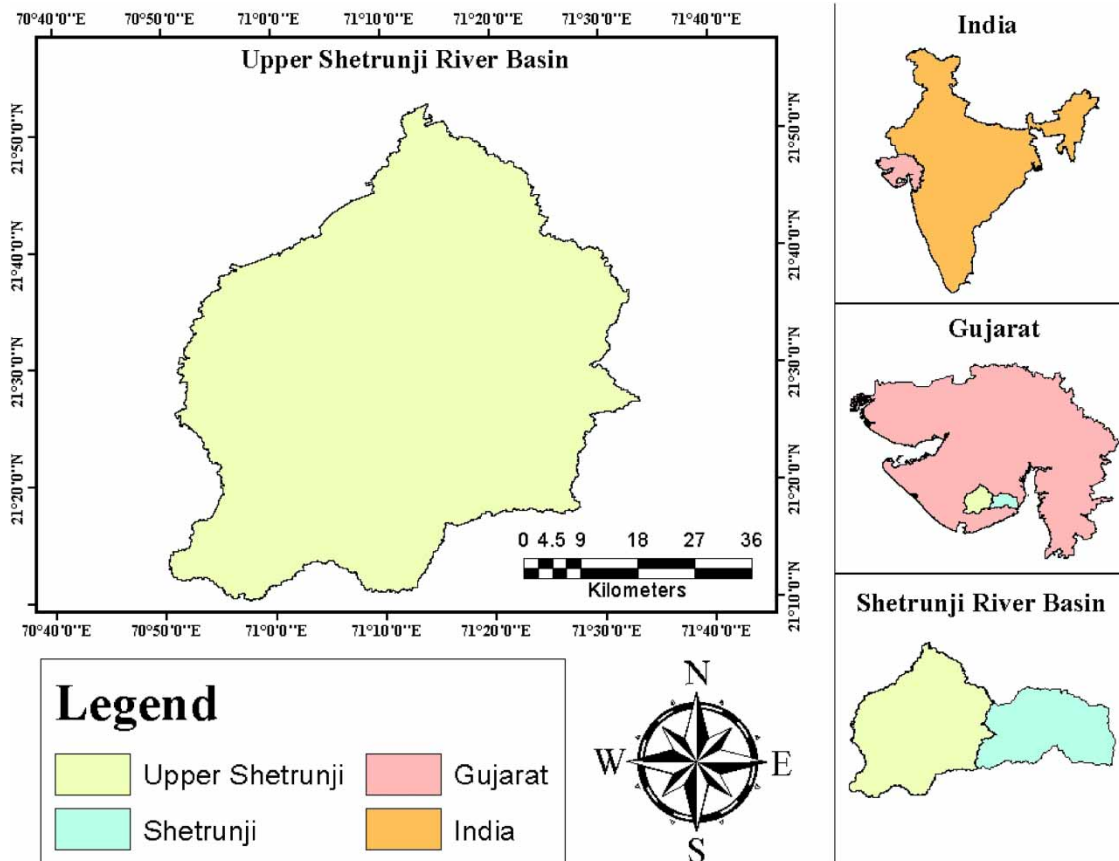 70°40'0"E 70°50'0"E 71°0'0"E 71°10'0"E 71°20'0"E 71°30'0"E 71°40'0"E
Upper Shetrunji River Basin
21°50'0"N
21°40'0"N
21°30'0"N
21°20'0"N
21°50'0"N
21°40'0"N
21°30'0"N
21°20'0"N
21°10'0"N
0 4.5 9 18 27 36
Kilometers
70°40'0"E 70°50'0"E 71°0'0"E 71°10'0"E 71°20'0"E 71°30'0"E 71°40'0"E
India
Gujarat
Shetrunji River Basin
Legend
Upper Shetrunji
Gujarat
Shetrunji
India
N
W
E
S